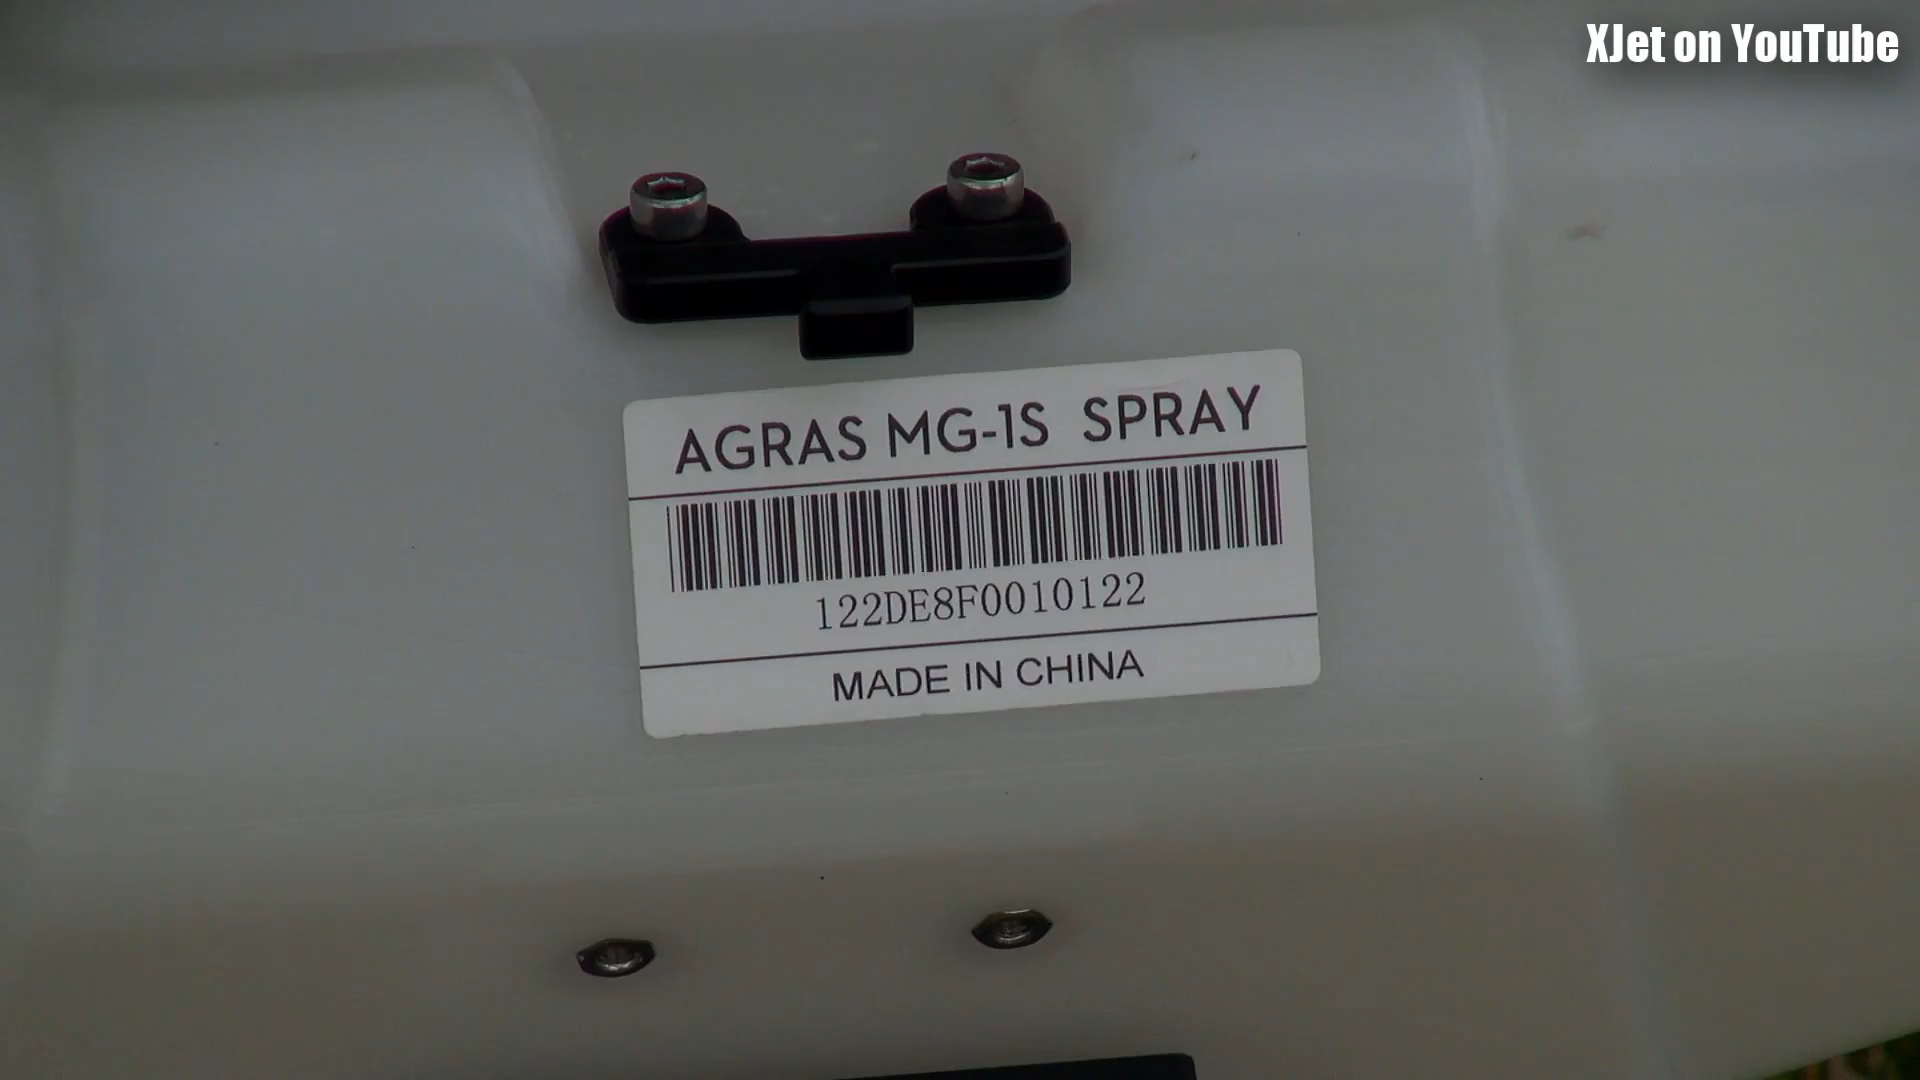 XJet on YouTube
AGRAS MG-1S SPRAY
122DE8F0010122
MADE IN CHINA